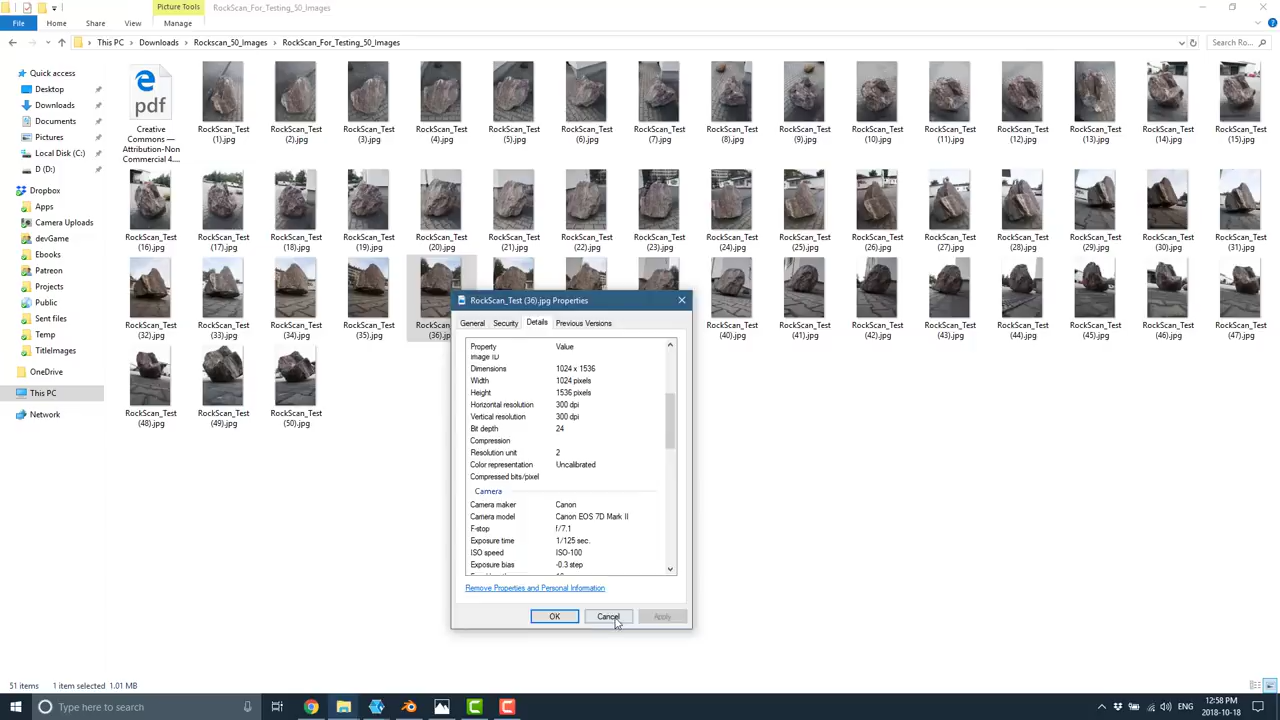 Picture Tools
RockScan_For_Testing_50_Images
File
Home
Share
View
Manage
This PC
Downloads
Rockscan_50_Images
RockScan_For_Testing_50_Images
Search Ro...
Quick access
Desktop
Downloads
Documents
Pictures
Local Disk (C:)
D (D:)
Dropbox
Apps
Camera Uploads
devGame
Ebooks
Patreon
Projects
Public
Sent files
Temp
TitleImages
OneDrive
This PC
Network
pdf
Creative
Commons —
Attribution-Non
Commercial 4....
RockScan_Test
(1).jpg
RockScan_Test
(2).jpg
RockScan_Test
(3).jpg
RockScan_Test
(4).jpg
RockScan_Test
(5).jpg
RockScan_Test
(6).jpg
RockScan_Test
(7).jpg
RockScan_Test
(8).jpg
RockScan_Test
(9).jpg
RockScan_Test
(10).jpg
RockScan_Test
(11).jpg
RockScan_Test
(12).jpg
RockScan_Test
(13).jpg
RockScan_Test
(14).jpg
RockScan_Test
(15).jpg
RockScan_Test
(16).jpg
RockScan_Test
(17).jpg
RockScan_Test
(18).jpg
RockScan_Test
(19).jpg
RockScan_Test
(20).jpg
RockScan_Test
(21).jpg
RockScan_Test
(22).jpg
RockScan_Test
(23).jpg
RockScan_Test
(24).jpg
RockScan_Test
(25).jpg
RockScan_Test
(26).jpg
RockScan_Test
(27).jpg
RockScan_Test
(28).jpg
RockScan_Test
(29).jpg
RockScan_Test
(30).jpg
RockScan_Test
(31).jpg
RockScan_Test
(32).jpg
RockScan_Test
(33).jpg
RockScan_Test
(34).jpg
RockScan_Test
(35).jpg
RockScan
(36).j
RockScan_Test
(40).jpg
RockScan_Test
(41).jpg
RockScan_Test
(42).jpg
RockScan_Test
(43).jpg
RockScan_Test
(44).jpg
RockScan_Test
(45).jpg
RockScan_Test
(46).jpg
RockScan_Test
(47).jpg
RockScan_Test
(48).jpg
RockScan_Test
(49).jpg
RockScan_Test
(50).jpg
RockScan_Test (36).jpg Properties
General
Security
Details
Previous Versions
Property Value
Image ID
Dimensions 1024 x 1536
Width 1024 pixels
Height 1536 pixels
Horizontal resolution 300 dpi
Vertical resolution 300 dpi
Bit depth 24
Compression
Resolution unit 2
Color representation Uncalibrated
Compressed bits/pixel
Camera
Camera maker Canon
Camera model Canon EOS 7D Mark II
F-stop f/7.1
Exposure time 1/125 sec.
ISO speed ISO-100
Exposure bias -0.3 step
Remove Properties and Personal Information
OK
Cancel
Apply
51 items 1 item selected 1.01 MB
Type here to search
ENG
12:58 PM
2018-10-18